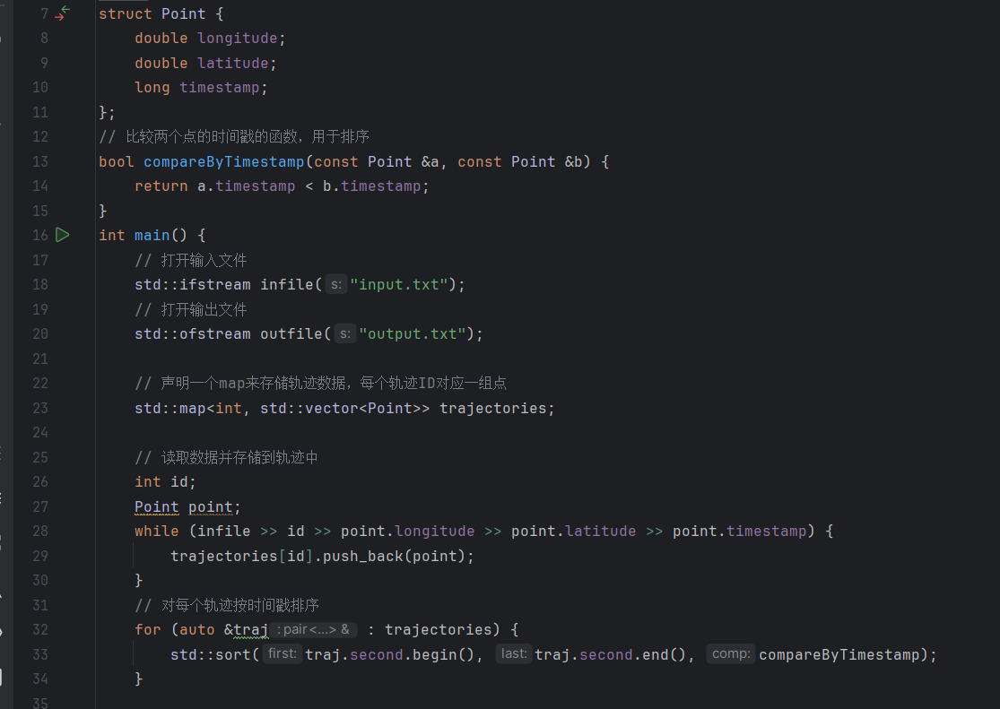 7 struct Point {
8 double longitude;
9 double latitude;
10 long timestamp;
11 };
12 // 比较两个点的时间戳的函数，用于排序
13 bool compareByTimestamp(const Point &a, const Point &b) {
14 return a.timestamp < b.timestamp;
15 }
16 int main() {
17 // 打开输入文件
18 std::ifstream infile( s: "input.txt");
19 // 打开输出文件
20 std::ofstream outfile( s: "output.txt");
21
22 // 声明一个map来存储轨迹数据，每个轨迹ID对应一组点
23 std::map<int, std::vector<Point>> trajectories;
24
25 // 读取数据并存储到轨迹中
26 int id;
27 Point point;
28 while (infile >> id >> point.longitude >> point.latitude >> point.timestamp) {
29 trajectories[id].push_back(point);
30 }
31 // 对每个轨迹按时间戳排序
32 for (auto &traj : pair<...> & : trajectories) {
33 std::sort( first: traj.second.begin(), last: traj.second.end(), comp: compareByTimestamp);
34 }
35